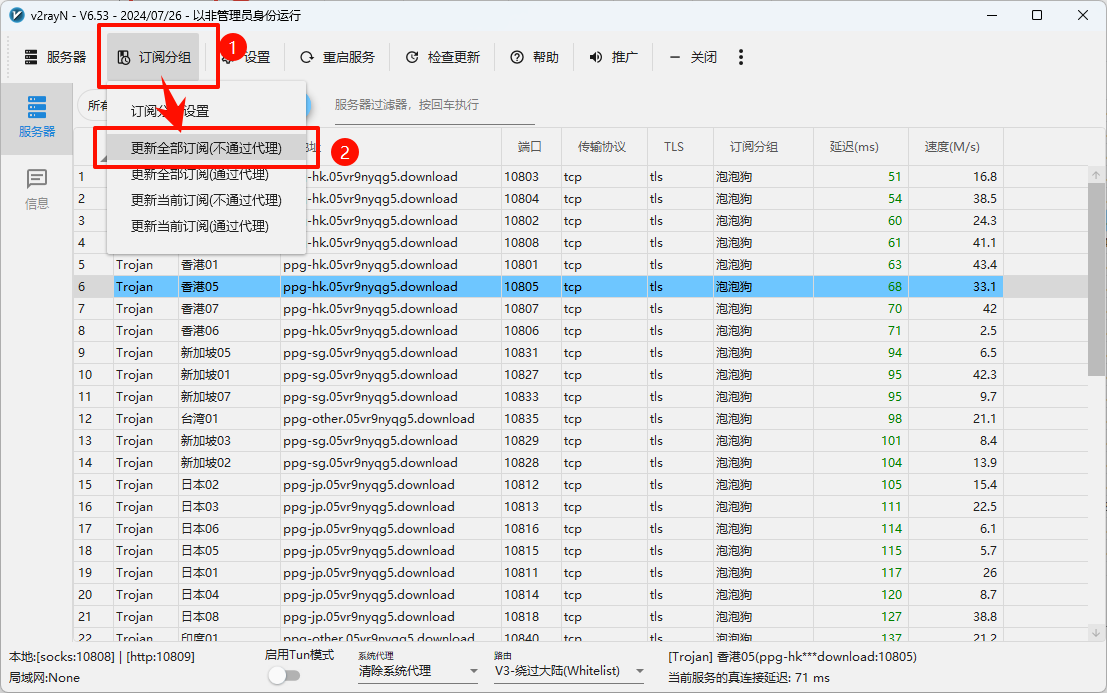 v2rayN - V6.53 - 2024/07/26 - 以非管理员身份运行
服务器 订阅分组 1 设置 重启服务 检查更新 帮助 推广 关闭
服务器
信息
所有 服务器过滤器，按回车执行
订阅分 设置
更新全部订阅(不通过代理) 2
更新全部订阅(通过代理)
更新当前订阅(不通过代理)
更新当前订阅(通过代理)
端口 传输协议 TLS 订阅分组 延迟(ms) 速度(M/s)
1 -hk.05vr9nyqg5.download 10803 tcp tls 泡泡狗 51 16.8
2 -hk.05vr9nyqg5.download 10804 tcp tls 泡泡狗 54 38.5
3 -hk.05vr9nyqg5.download 10802 tcp tls 泡泡狗 60 24.3
4 -hk.05vr9nyqg5.download 10808 tcp tls 泡泡狗 61 41.1
5 Trojan 香港01 ppg-hk.05vr9nyqg5.download 10801 tcp tls 泡泡狗 63 43.4
6 Trojan 香港05 ppg-hk.05vr9nyqg5.download 10805 tcp tls 泡泡狗 68 33.1
7 Trojan 香港07 ppg-hk.05vr9nyqg5.download 10807 tcp tls 泡泡狗 70 42
8 Trojan 香港06 ppg-hk.05vr9nyqg5.download 10806 tcp tls 泡泡狗 71 2.5
9 Trojan 新加坡05 ppg-sg.05vr9nyqg5.download 10831 tcp tls 泡泡狗 94 6.5
10 Trojan 新加坡01 ppg-sg.05vr9nyqg5.download 10827 tcp tls 泡泡狗 95 42.3
11 Trojan 新加坡07 ppg-sg.05vr9nyqg5.download 10833 tcp tls 泡泡狗 95 9.7
12 Trojan 台湾01 ppg-other.05vr9nyqg5.download 10835 tcp tls 泡泡狗 98 21.1
13 Trojan 新加坡03 ppg-sg.05vr9nyqg5.download 10829 tcp tls 泡泡狗 101 8.4
14 Trojan 新加坡02 ppg-sg.05vr9nyqg5.download 10828 tcp tls 泡泡狗 104 13.9
15 Trojan 日本02 ppg-jp.05vr9nyqg5.download 10812 tcp tls 泡泡狗 105 15.4
16 Trojan 日本03 ppg-jp.05vr9nyqg5.download 10813 tcp tls 泡泡狗 111 22.5
17 Trojan 日本06 ppg-jp.05vr9nyqg5.download 10816 tcp tls 泡泡狗 114 6.1
18 Trojan 日本05 ppg-jp.05vr9nyqg5.download 10815 tcp tls 泡泡狗 115 5.7
19 Trojan 日本01 ppg-jp.05vr9nyqg5.download 10811 tcp tls 泡泡狗 117 26
20 Trojan 日本04 ppg-jp.05vr9nyqg5.download 10814 tcp tls 泡泡狗 120 8.7
21 Trojan 日本08 ppg-jp.05vr9nyqg5.download 10818 tcp tls 泡泡狗 127 38.8
22 Trojan 印度01 ppg-other.05vr9nyqg5.download 10840 tcp tls 泡泡狗 137 21.2
本地:[socks:10808] | [http:10809] 启用Tun模式 系统代理 路由 [Trojan] 香港05(ppg-hk***download:10805)
局域网:None 清除系统代理 V3-绕过大陆(Whitelist) 当前服务的真连接延迟: 71 ms